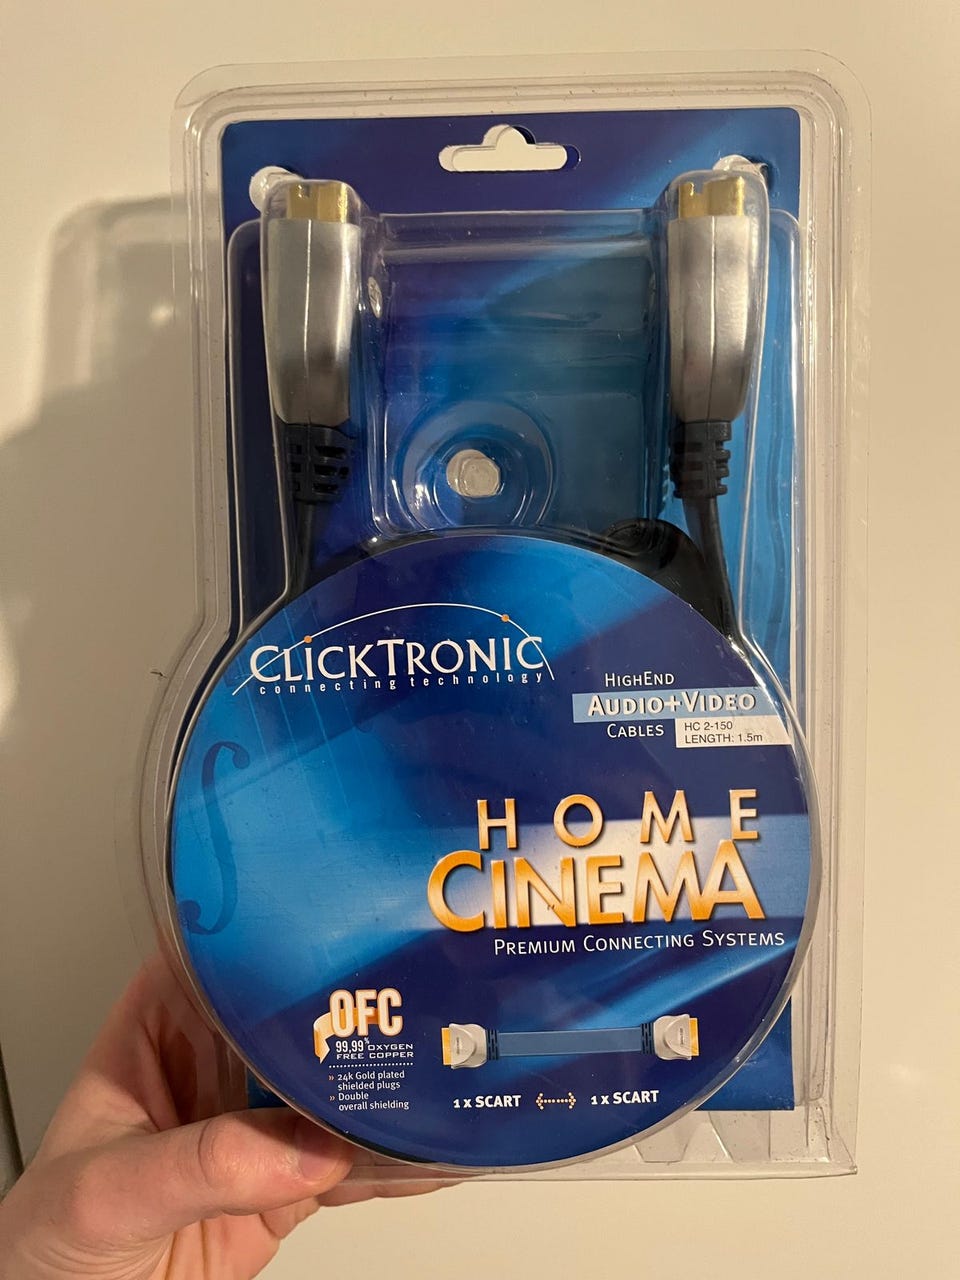 CLICKTRONIC
connecting technology
HIGHEND
AUDIO+VIDEO
CABLES
HC 2-150
LENGTH: 1.5m
HOME
CINEMA
PREMIUM CONNECTING SYSTEMS
OFC
99,99% OXYGEN
FREE COPPER
» 24k Gold plated
shielded plugs
» Double
overall shielding
1 x SCART
1 x SCART